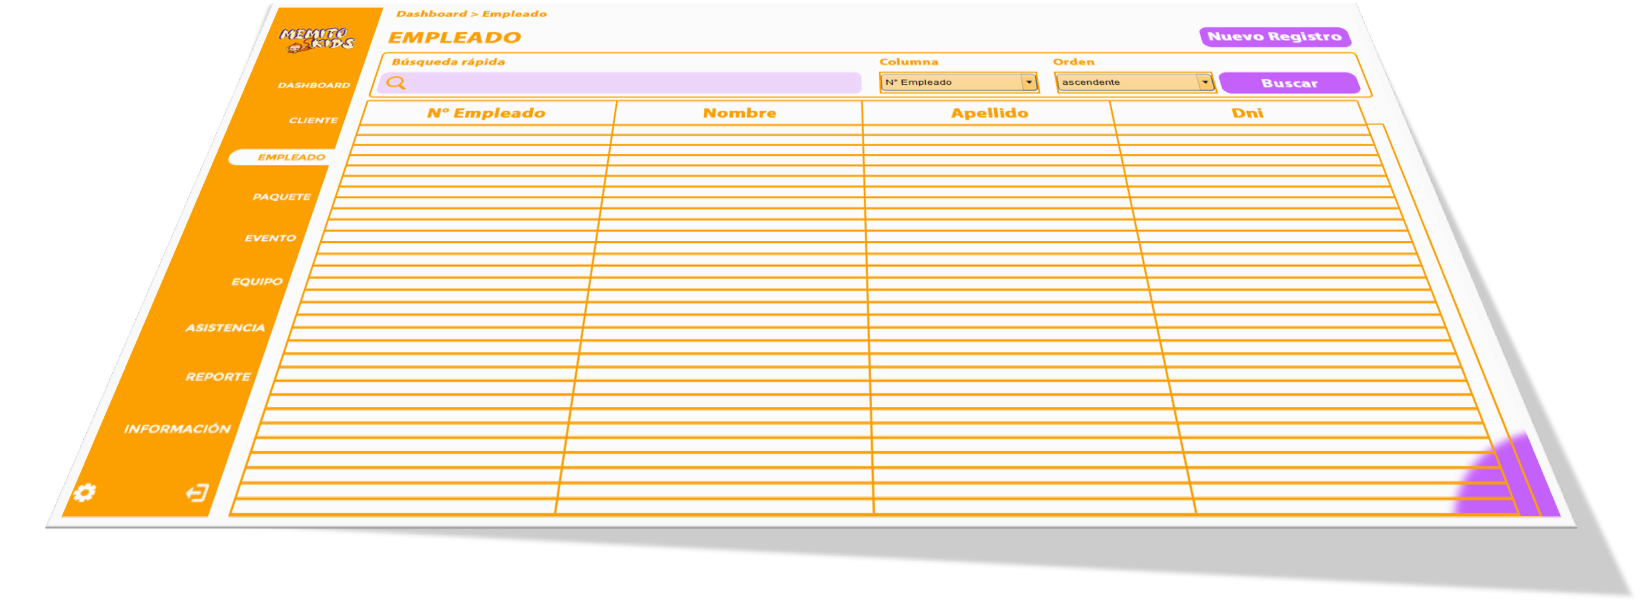 Dashboard > Empleado
MEMITO
KIDS
EMPLEADO
Nuevo Registro
Búsqueda rápida
Columna
Orden
N° Empleado
ascendente
Buscar
N° Empleado
Nombre
Apellido
Dni
DASHBOARD
CLIENTE
EMPLEADO
PAQUETE
EVENTO
EQUIPO
ASISTENCIA
REPORTE
INFORMACIÓN